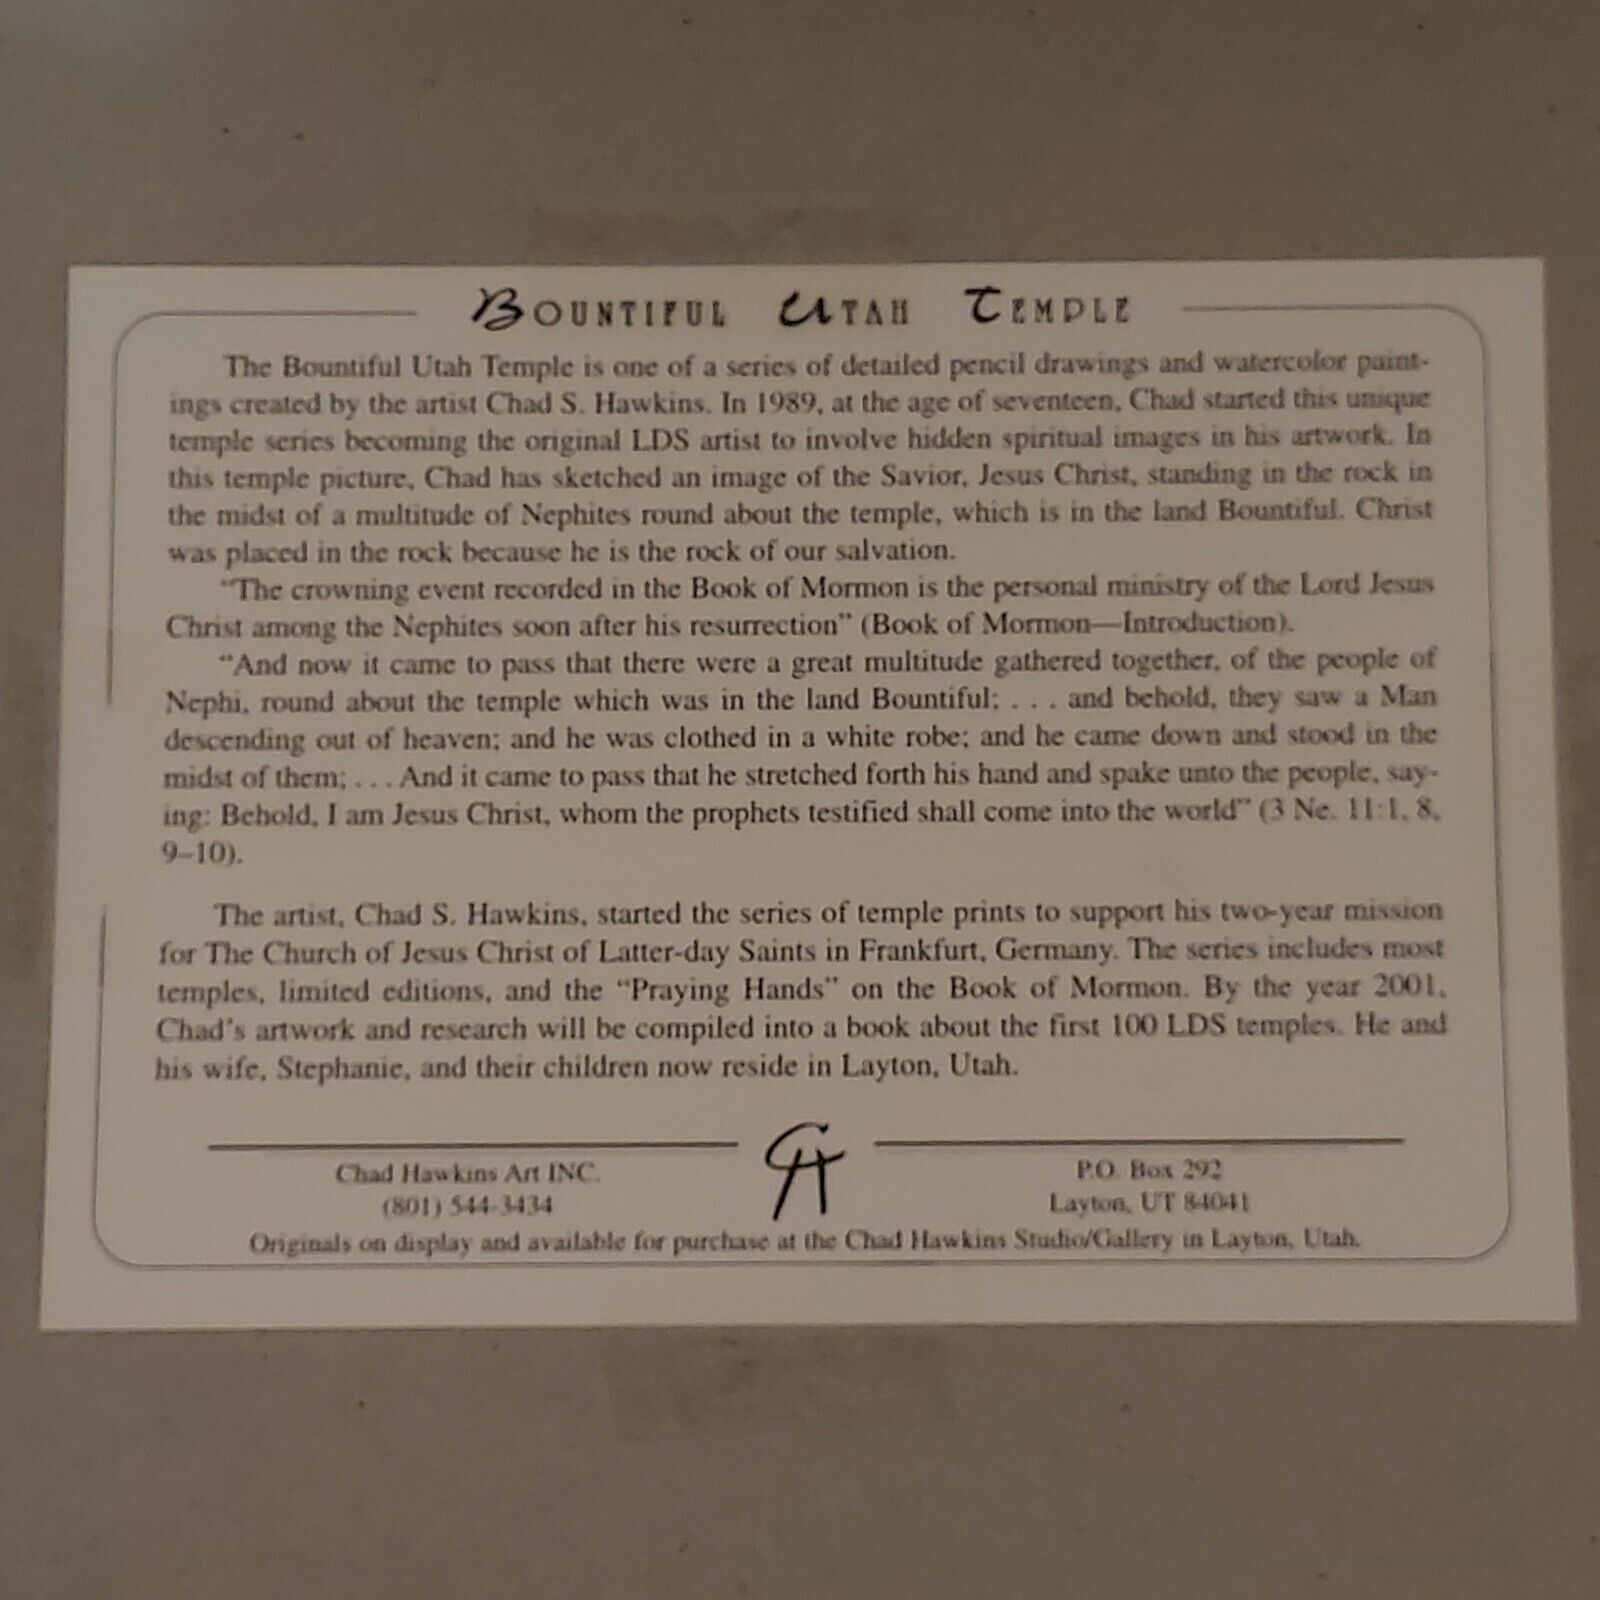 Bountiful Utah Temple
The Bountiful Utah Temple is one of a series of detailed pencil drawings and watercolor paint-
ings created by the artist Chad S. Hawkins. In 1989, at the age of seventeen, Chad started this unique
temple series becoming the original LDS artist to involve hidden spiritual images in his artwork. In
this temple picture, Chad has sketched an image of the Savior, Jesus Christ, standing in the rock in
the midst of a multitude of Nephites round about the temple, which is in the land Bountiful. Christ
was placed in the rock because he is the rock of our salvation.
"The crowning event recorded in the Book of Mormon is the personal ministry of the Lord Jesus
Christ among the Nephites soon after his resurrection" (Book of Mormon—Introduction).
"And now it came to pass that there were a great multitude gathered together, of the people of
Nephi, round about the temple which was in the land Bountiful; . . . and behold, they saw a Man
descending out of heaven; and he was clothed in a white robe; and he came down and stood in the
midst of them; . . . And it came to pass that he stretched forth his hand and spake unto the people, say-
ing: Behold, I am Jesus Christ, whom the prophets testified shall come into the world" (3 Ne. 11:1, 8,
9–10).
The artist, Chad S. Hawkins, started the series of temple prints to support his two-year mission
for The Church of Jesus Christ of Latter-day Saints in Frankfurt, Germany. The series includes most
temples, limited editions, and the "Praying Hands" on the Book of Mormon. By the year 2001,
Chad's artwork and research will be compiled into a book about the first 100 LDS temples. He and
his wife, Stephanie, and their children now reside in Layton, Utah.
CH
Chad Hawkins Art INC.
(801) 544-3434
P.O. Box 292
Layton, UT 84041
Originals on display and available for purchase at the Chad Hawkins Studio/Gallery in Layton, Utah.